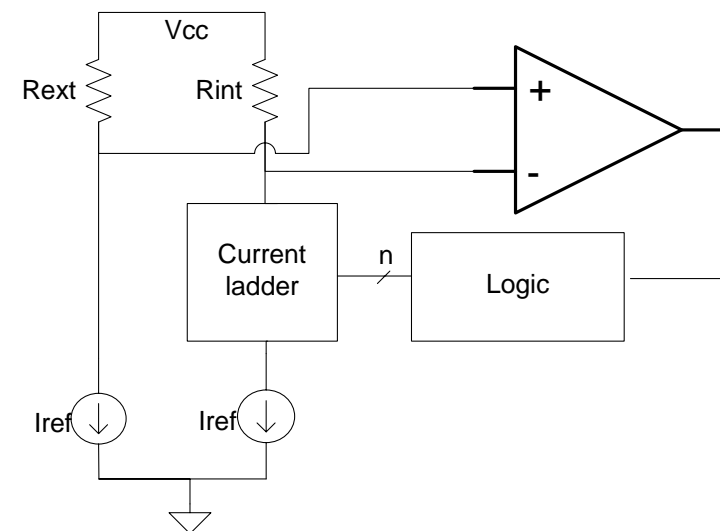 Vcc
Rext
Rint
+
-
Current
ladder
n
Logic
Iref
Iref